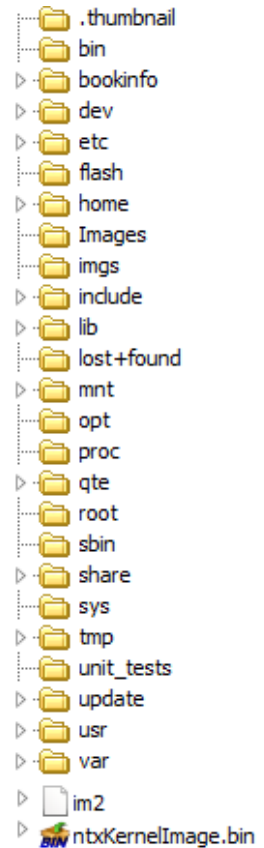 .thumbnail
bin
bookinfo
dev
etc
flash
home
Images
imgs
include
lib
lost+found
mnt
opt
proc
qte
root
sbin
share
sys
tmp
unit_tests
update
usr
var
im2
BIN ntxKernelImage.bin